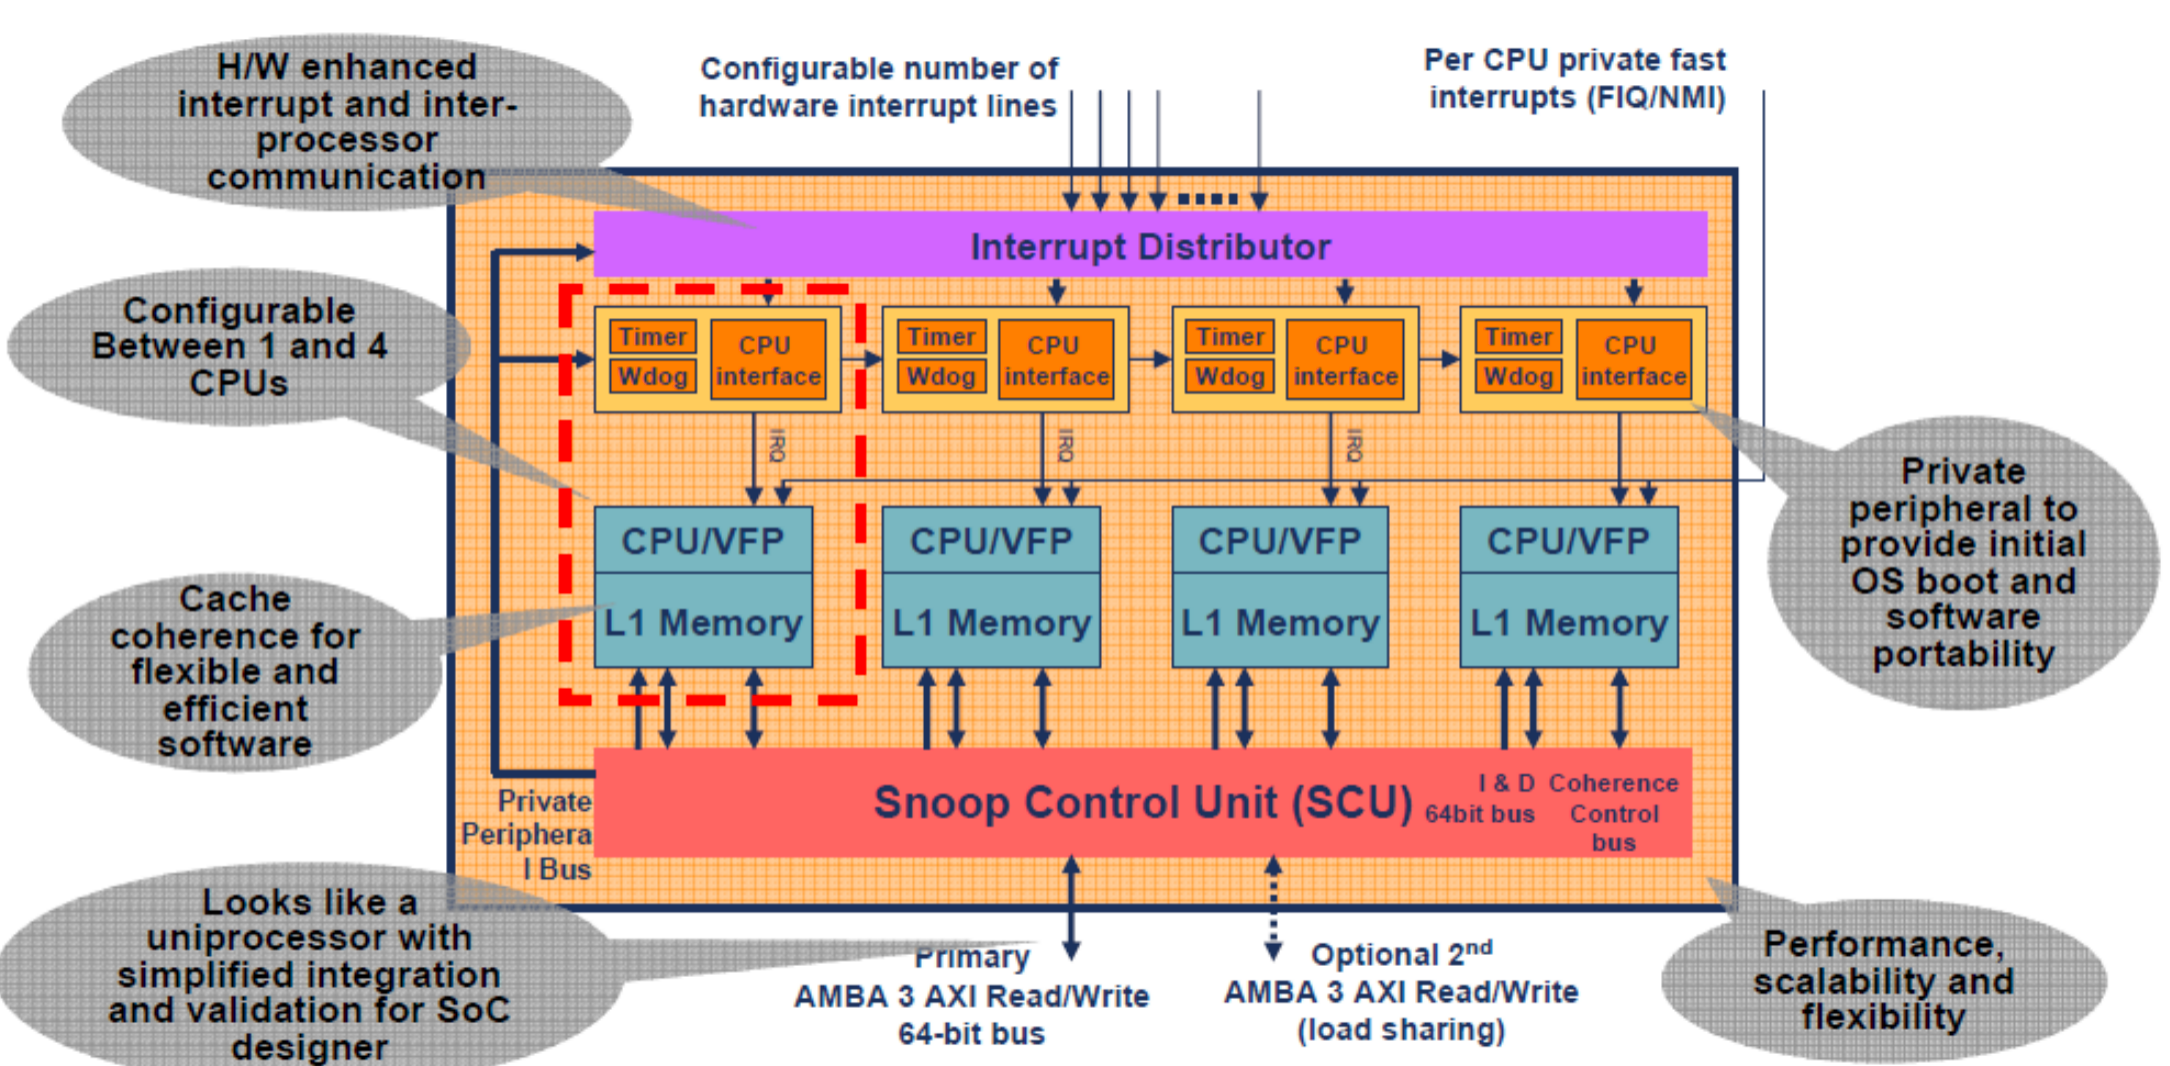 H/W enhanced
interrupt and inter-
processor
communication
Configurable number of
hardware interrupt lines
Per CPU private fast
interrupts (FIQ/NMI)
Interrupt Distributor
Configurable
Between 1 and 4
CPUs
Timer
Wdog
CPU
interface
Timer
Wdog
CPU
interface
Timer
Wdog
CPU
interface
Timer
Wdog
CPU
interface
IRQ
IRQ
IRQ
Private
peripheral to
provide initial
OS boot and
software
portability
CPU/VFP
L1 Memory
CPU/VFP
L1 Memory
CPU/VFP
L1 Memory
CPU/VFP
L1 Memory
Cache
coherence for
flexible and
efficient
software
Snoop Control Unit (SCU)
I & D
64bit bus
Coherence
Control
bus
Private
Periphera
l Bus
Looks like a
uniprocessor with
simplified integration
and validation for SoC
designer
Primary
AMBA 3 AXI Read/Write
64-bit bus
Optional 2nd
AMBA 3 AXI Read/Write
(load sharing)
Performance,
scalability and
flexibility